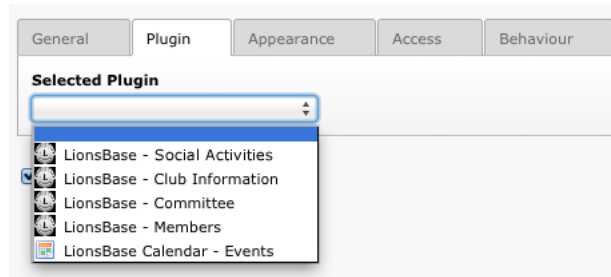 General Plugin Appearance Access Behaviour
Selected Plugin
LionsBase - Social Activities
LionsBase - Club Information
LionsBase - Committee
LionsBase - Members
LionsBase Calendar - Events